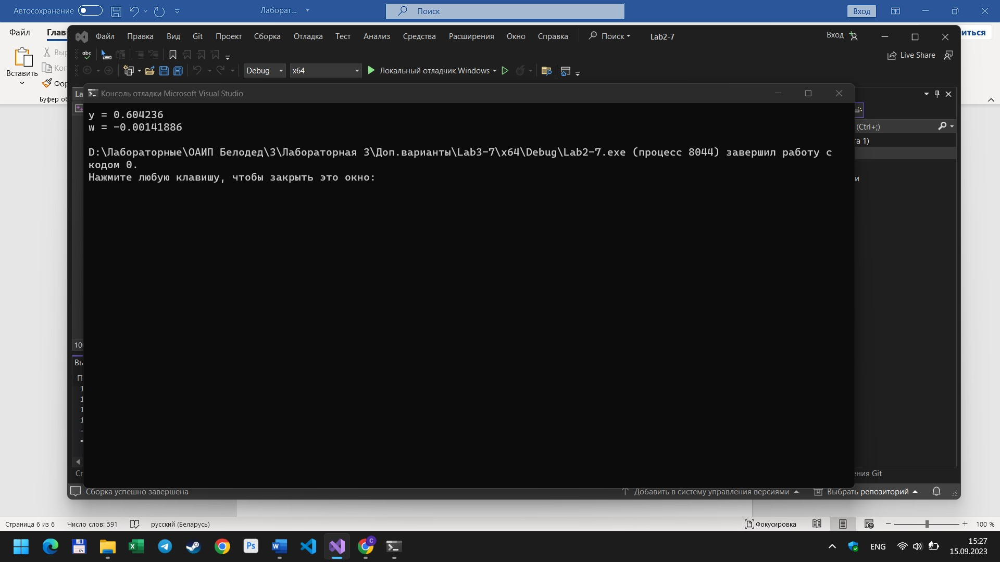 Автосохранение
Лаборат...
Поиск
Вход
Файл
Вставить
Буфер
Файл Правка Вид Git Проект Сборка Отладка Тест Анализ Средства Расширения Окно Справка Поиск Lab2-7
Вход
Live Share
Debug x64 Локальный отладчик Windows
Консоль отладки Microsoft Visual Studio
(Ctrl+;)
y = 0.604236
w = -0.00141886
D:\Лабораторные\ОАИП Белодед\3\Лабораторная 3\Доп.варианты\Lab3-7\x64\Debug\Lab2-7.exe (процесс 8044) завершил работу с
кодом 0.
Нажмите любую клавишу, чтобы закрыть это окно:
Git
Сборка успешно завершена
Добавить в систему управления версиями Выбрать репозиторий
Страница 6 из 6 Число слов: 591 русский (Беларусь)
Фокусировка
100 %
ENG
15:27
15.09.2023